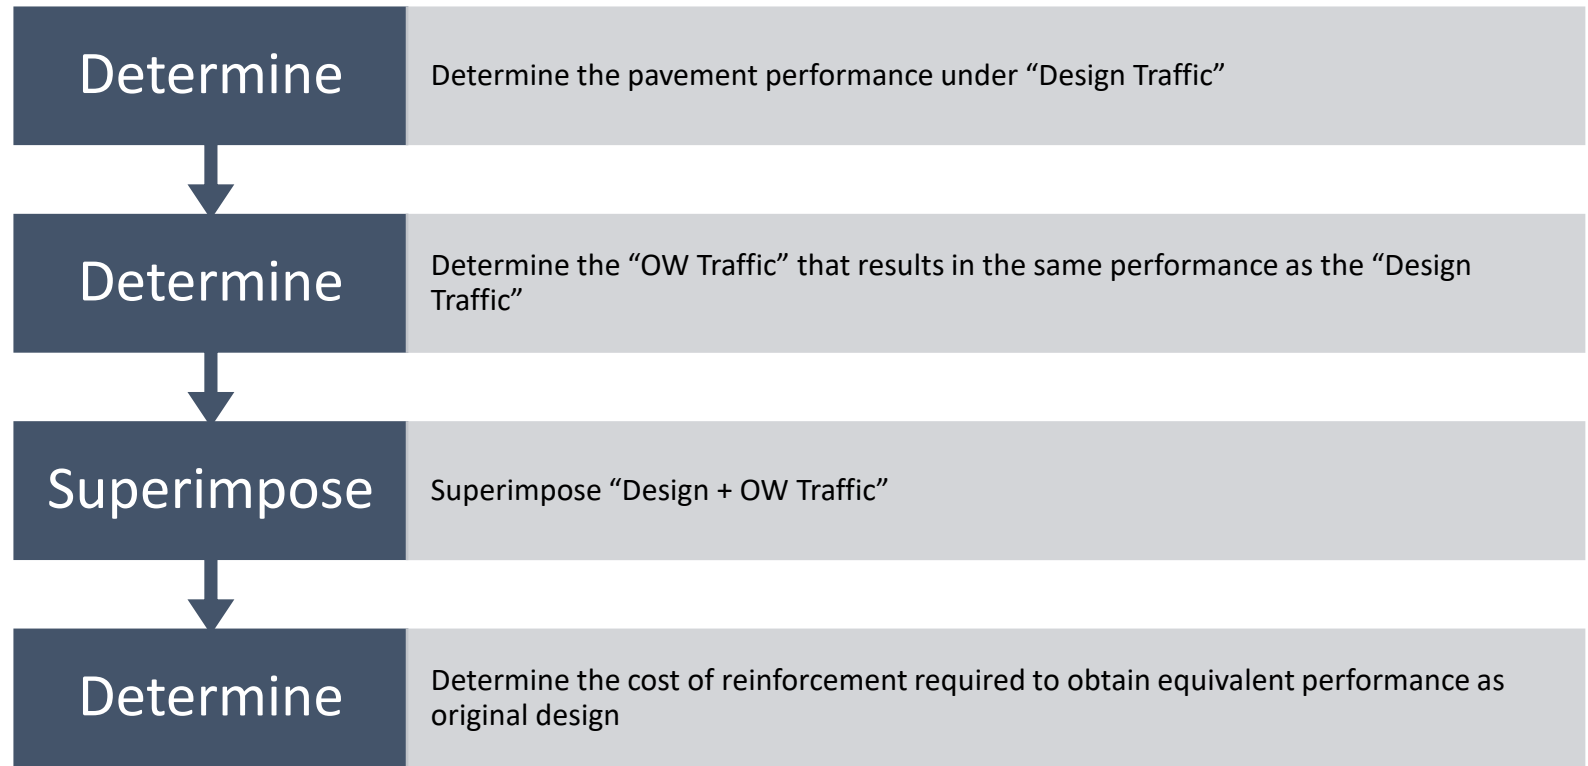 Determine
Determine the pavement performance under “Design Traffic”
Determine
Determine the “OW Traffic” that results in the same performance as the “Design
Traffic”
Superimpose
Superimpose “Design + OW Traffic”
Determine
Determine the cost of reinforcement required to obtain equivalent performance as
original design